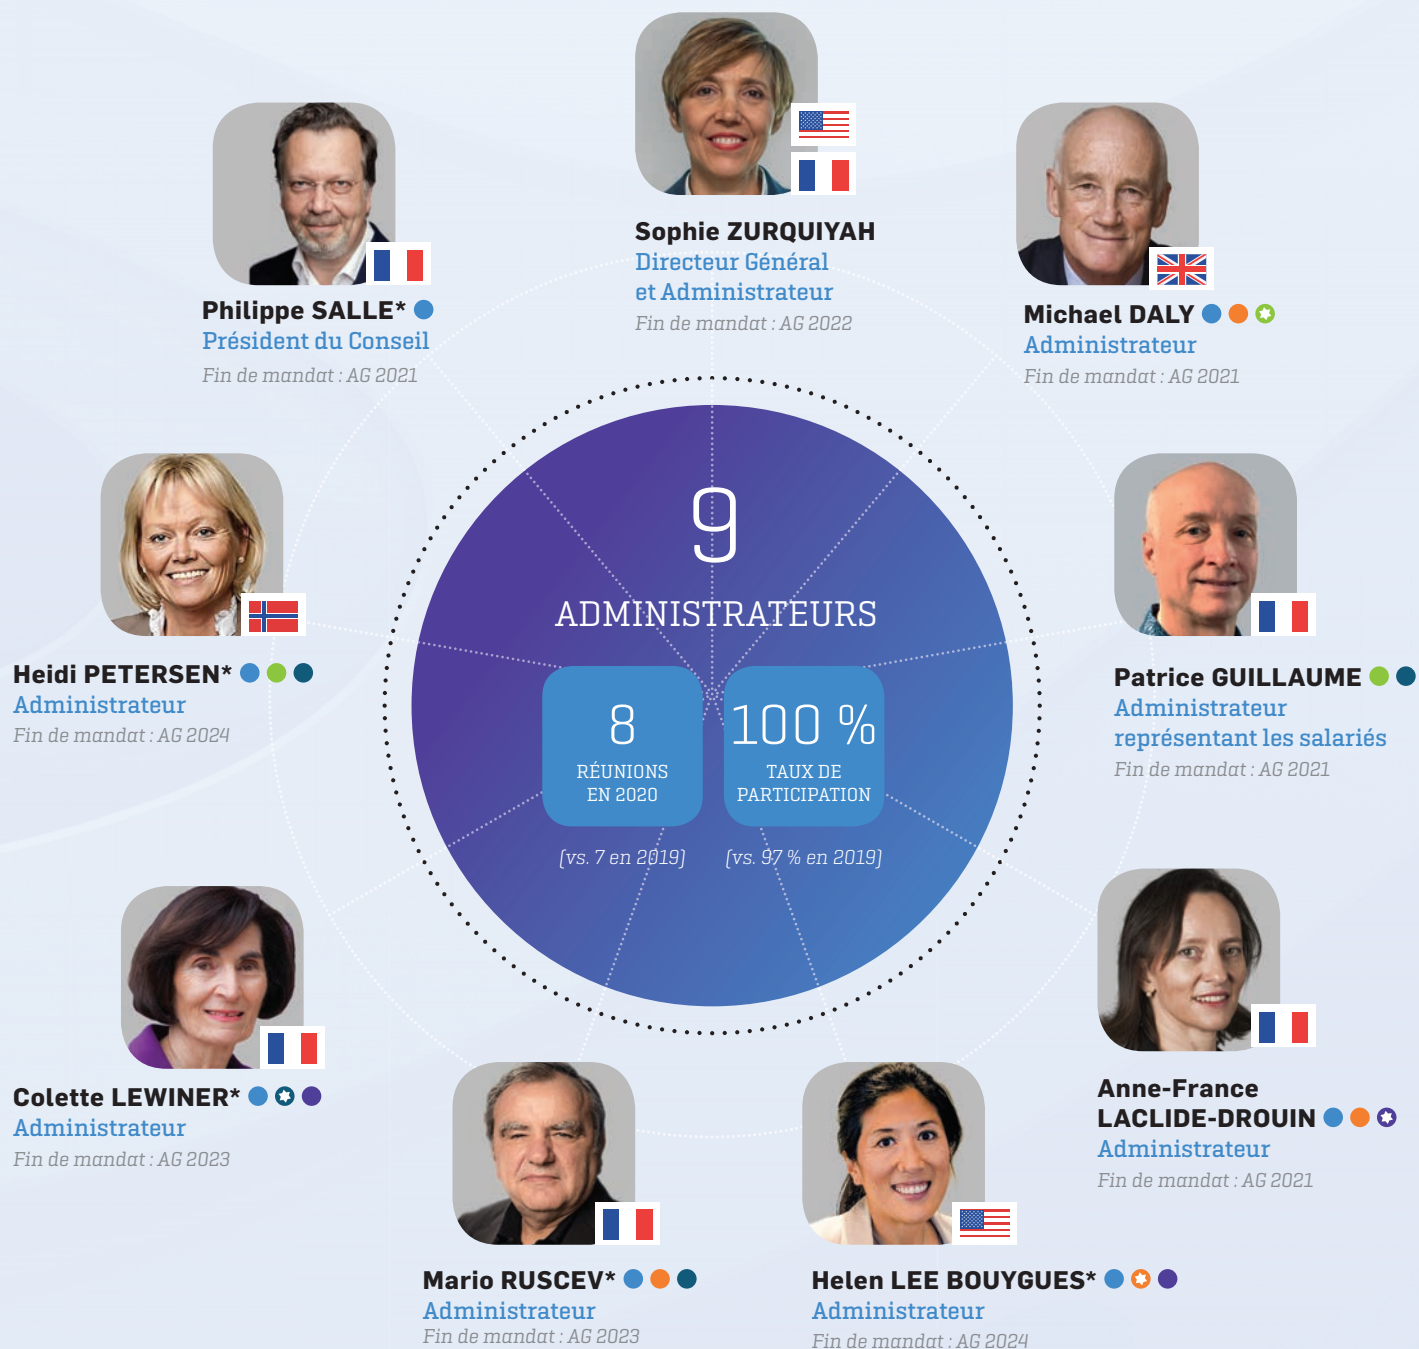 Sophie ZURQUIYAH
Directeur Général
et Administrateur
Fin de mandat : AG 2022
Philippe SALLE*
Président du Conseil
Fin de mandat : AG 2021
Michael DALY
Administrateur
Fin de mandat : AG 2021
9
ADMINISTRATEURS
8
RÉUNIONS
EN 2020
(vs. 7 en 2019)
100 %
TAUX DE
PARTICIPATION
(vs. 97 % en 2019)
Heidi PETERSEN*
Administrateur
Fin de mandat : AG 2024
Patrice GUILLAUME
Administrateur
représentant les salariés
Fin de mandat : AG 2021
Colette LEWINER*
Administrateur
Fin de mandat : AG 2023
Anne-France
LACLIDE-DROUIN
Administrateur
Fin de mandat : AG 2021
Mario RUSCEV*
Administrateur
Fin de mandat : AG 2023
Helen LEE BOUYGUES*
Administrateur
Fin de mandat : AG 2024